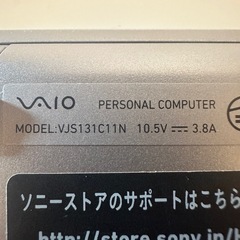 VAIO PERSONAL COMPUTER
MODEL:VJS131C11N 10.5V⎓3.8A
ソニーストアのサポートはこちら
http://store.sony.jp/